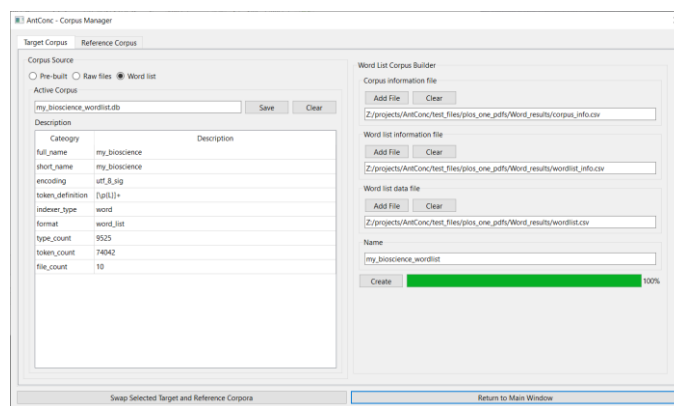 AntConc - Corpus Manager
Target Corpus Reference Corpus
Corpus Source
Pre-built Raw files Word list
Active Corpus
my_bioscience_wordlist.db Save Clear
Description
Cateogry Description
full_name my_bioscience
short_name my_bioscience
encoding utf_8_sig
token_definition [\p{L}]+
indexer_type word
format word_list
type_count 9525
token_count 74042
file_count 10
Word List Corpus Builder
Corpus information file
Add File Clear
Z:/projects/AntConc/test_files/plos_one_pdfs/Word_results/corpus_info.csv
Word list information file
Add File Clear
Z:/projects/AntConc/test_files/plos_one_pdfs/Word_results/wordlist_info.csv
Word list data file
Add File Clear
Z:/projects/AntConc/test_files/plos_one_pdfs/Word_results/wordlist.csv
Name
my_bioscience_wordlist
Create 100%
Swap Selected Target and Reference Corpora Return to Main Window